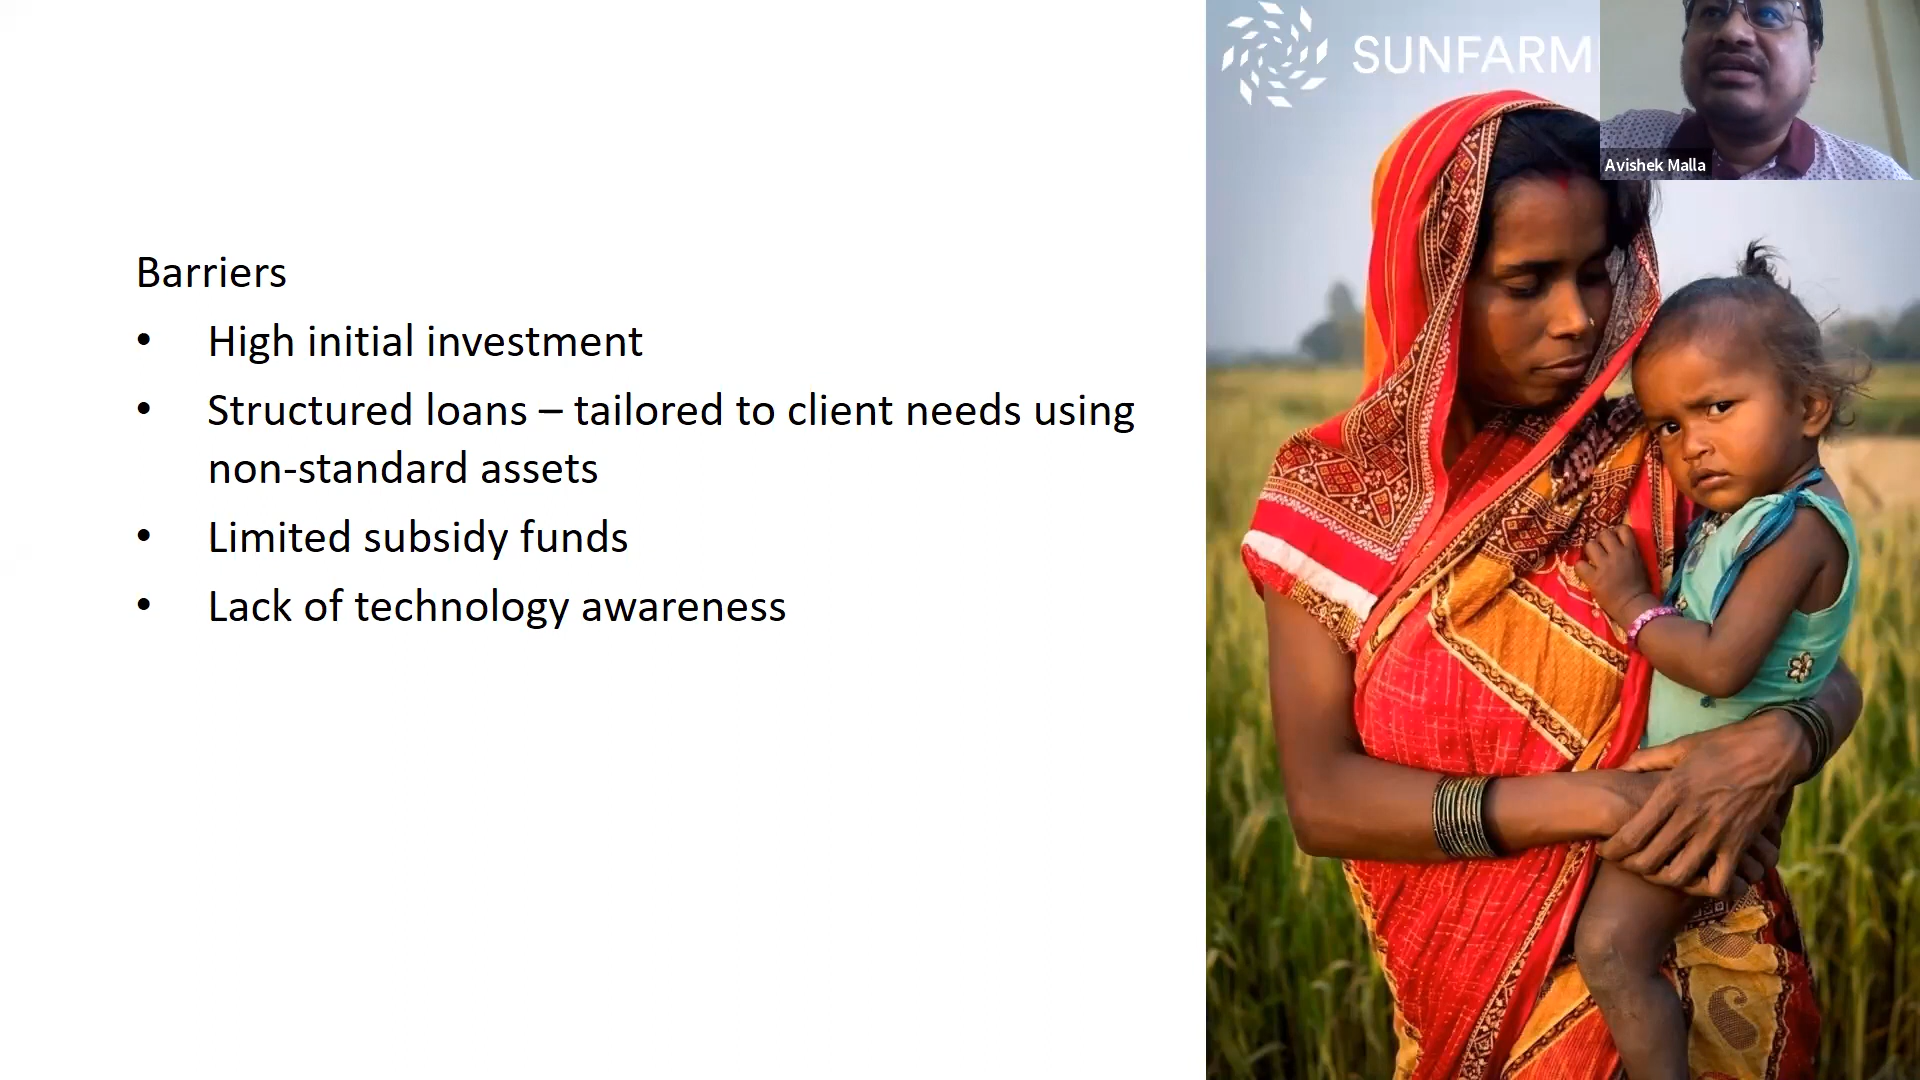 SUNFARM
Avishek Malla
Barriers
• High initial investment
• Structured loans – tailored to client needs using
non-standard assets
• Limited subsidy funds
• Lack of technology awareness